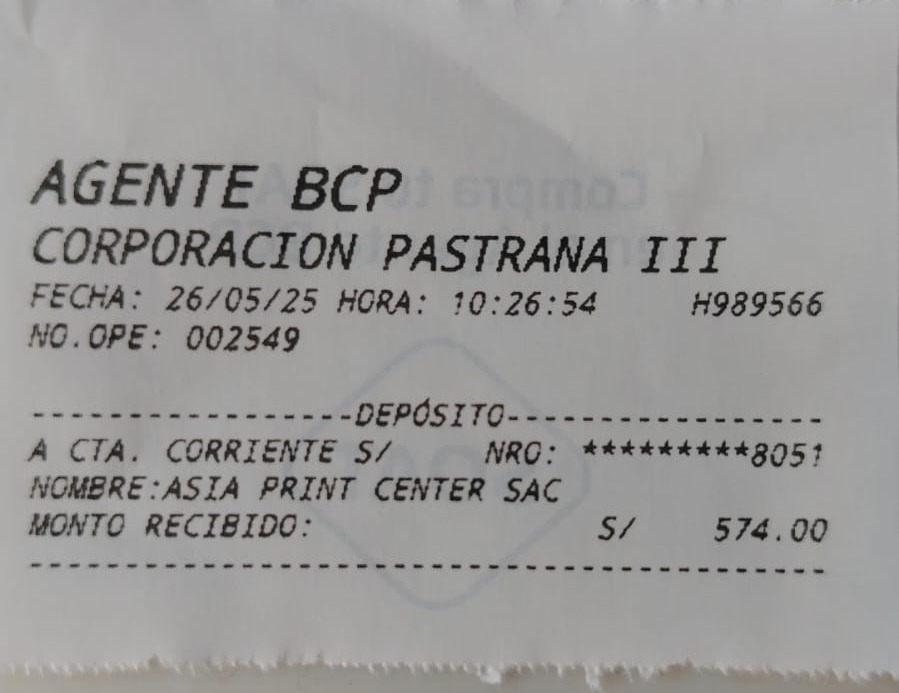 AGENTE BCP
CORPORACION PASTRANA III
FECHA: 26/05/25 HORA: 10:26:54 H989566
NO.OPE: 002549
------------------DEPÓSITO------------------
A CTA. CORRIENTE S/ NRO: *********8051
NOMBRE:ASIA PRINT CENTER SAC
MONTO RECIBIDO: S/ 574.00
--------------------------------------------